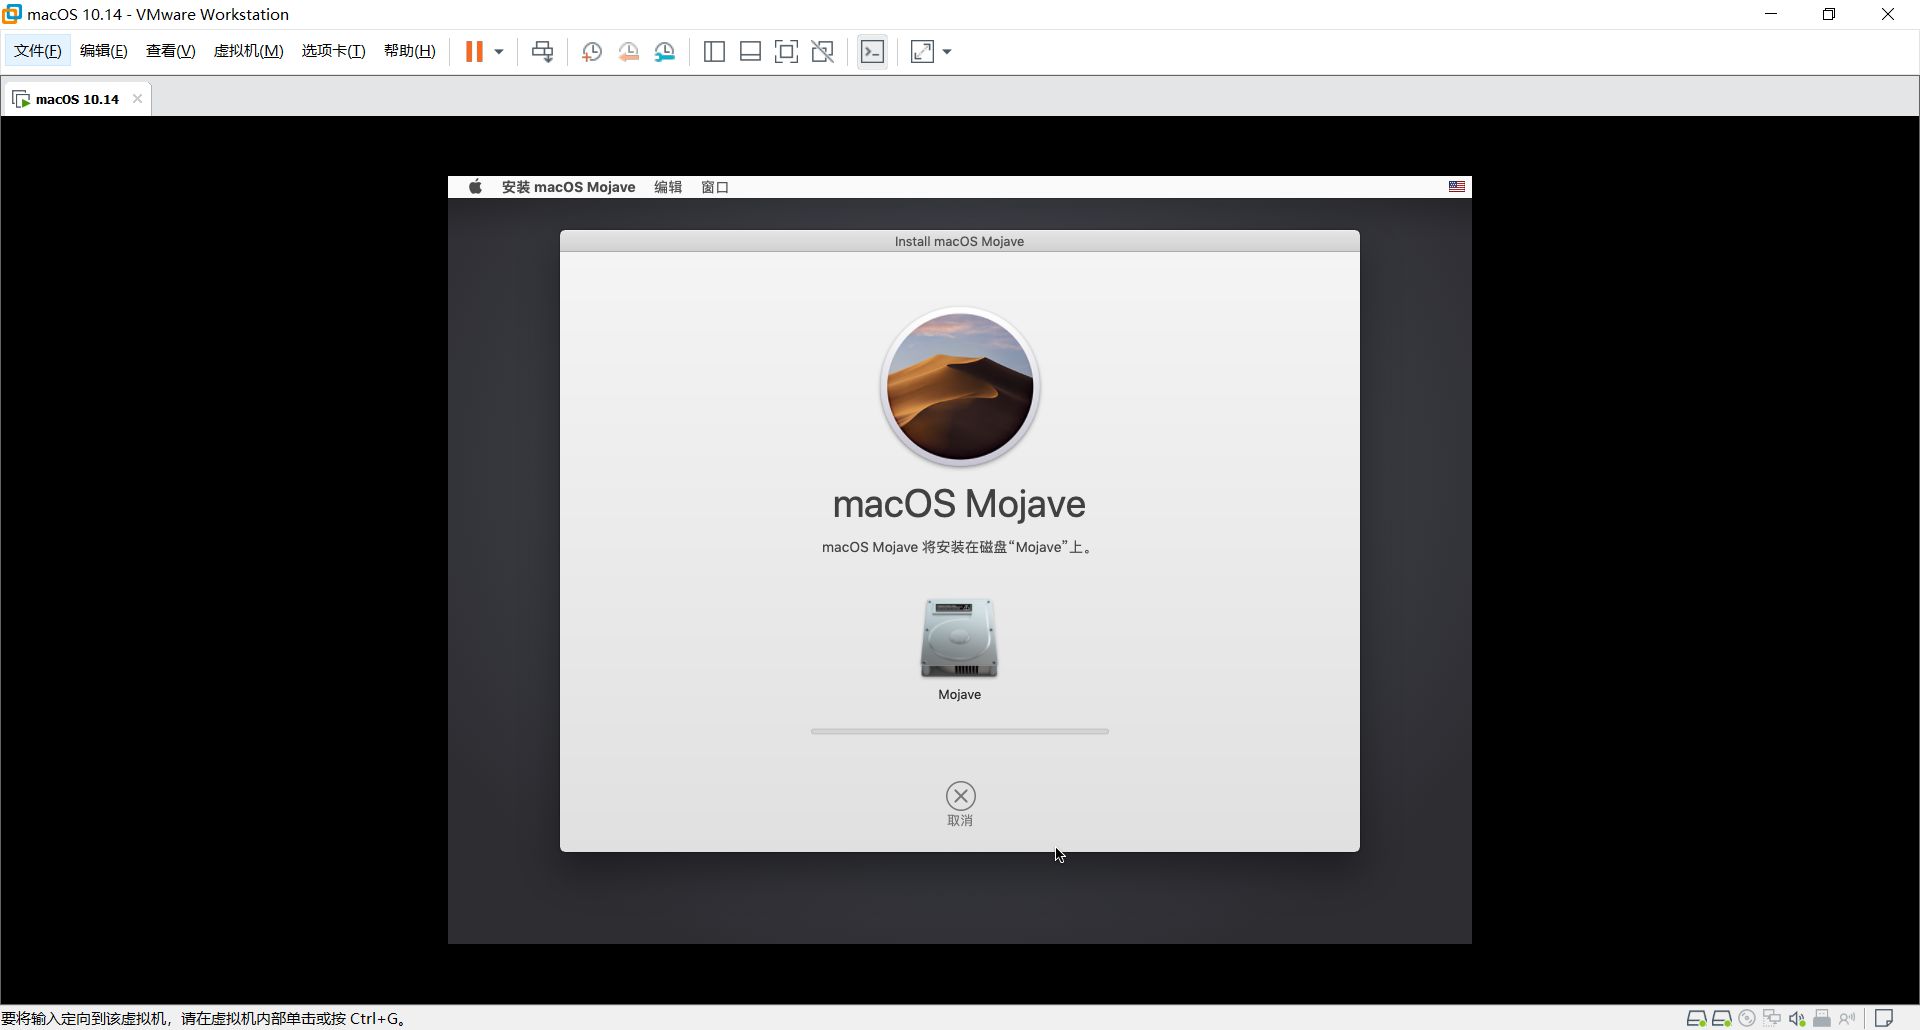 macOS 10.14 - VMware Workstation
文件(F) 编辑(E) 查看(V) 虚拟机(M) 选项卡(T) 帮助(H)
macOS 10.14
安装 macOS Mojave 编辑 窗口
Install macOS Mojave
macOS Mojave
macOS Mojave 将安装在磁盘“Mojave”上。
Mojave
取消
要将输入定向到该虚拟机，请在虚拟机内部单击或按 Ctrl+G。